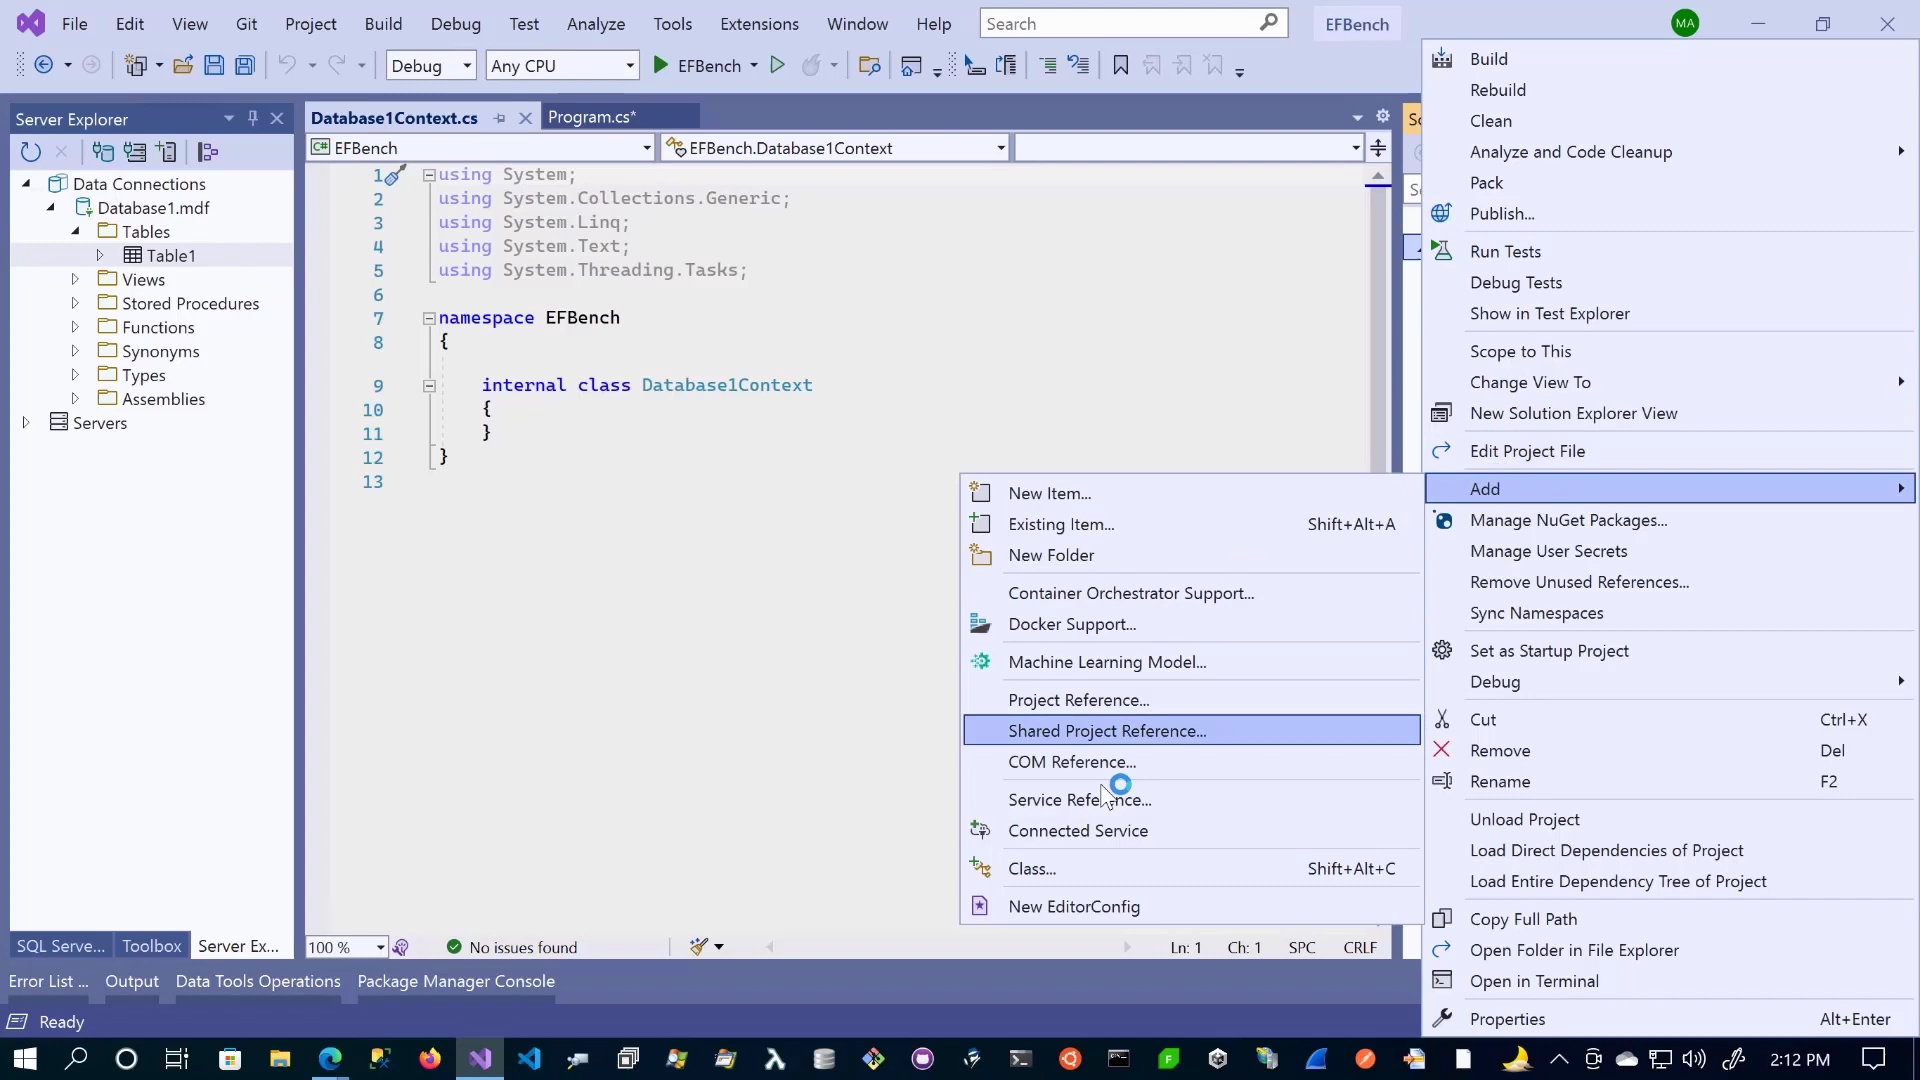 File Edit View Git Project Build Debug Test Analyze Tools Extensions Window Help Search EFBench MA
Debug Any CPU EFBench
Server Explorer
Data Connections
Database1.mdf
Tables
Table1
Views
Stored Procedures
Functions
Synonyms
Types
Assemblies
Servers
SQL Serve... Toolbox Server Ex...
Database1Context.cs Program.cs*
EFBench EFBench.Database1Context
1 using System;
2 using System.Collections.Generic;
3 using System.Linq;
4 using System.Text;
5 using System.Threading.Tasks;
6
7 namespace EFBench
8 {
9 internal class Database1Context
10 {
11 }
12 }
13
100 % No issues found Ln: 1 Ch: 1 SPC CRLF
New Item...
Existing Item... Shift+Alt+A
New Folder
Container Orchestrator Support...
Docker Support...
Machine Learning Model...
Project Reference...
Shared Project Reference...
COM Reference...
Service Reference...
Connected Service
Class... Shift+Alt+C
New EditorConfig
Build
Rebuild
Clean
Analyze and Code Cleanup
Pack
Publish...
Run Tests
Debug Tests
Show in Test Explorer
Scope to This
Change View To
New Solution Explorer View
Edit Project File
Add
Manage NuGet Packages...
Manage User Secrets
Remove Unused References...
Sync Namespaces
Set as Startup Project
Debug
Cut Ctrl+X
Remove Del
Rename F2
Unload Project
Load Direct Dependencies of Project
Load Entire Dependency Tree of Project
Copy Full Path
Open Folder in File Explorer
Open in Terminal
Properties Alt+Enter
Error List ... Output Data Tools Operations Package Manager Console
Ready
2:12 PM